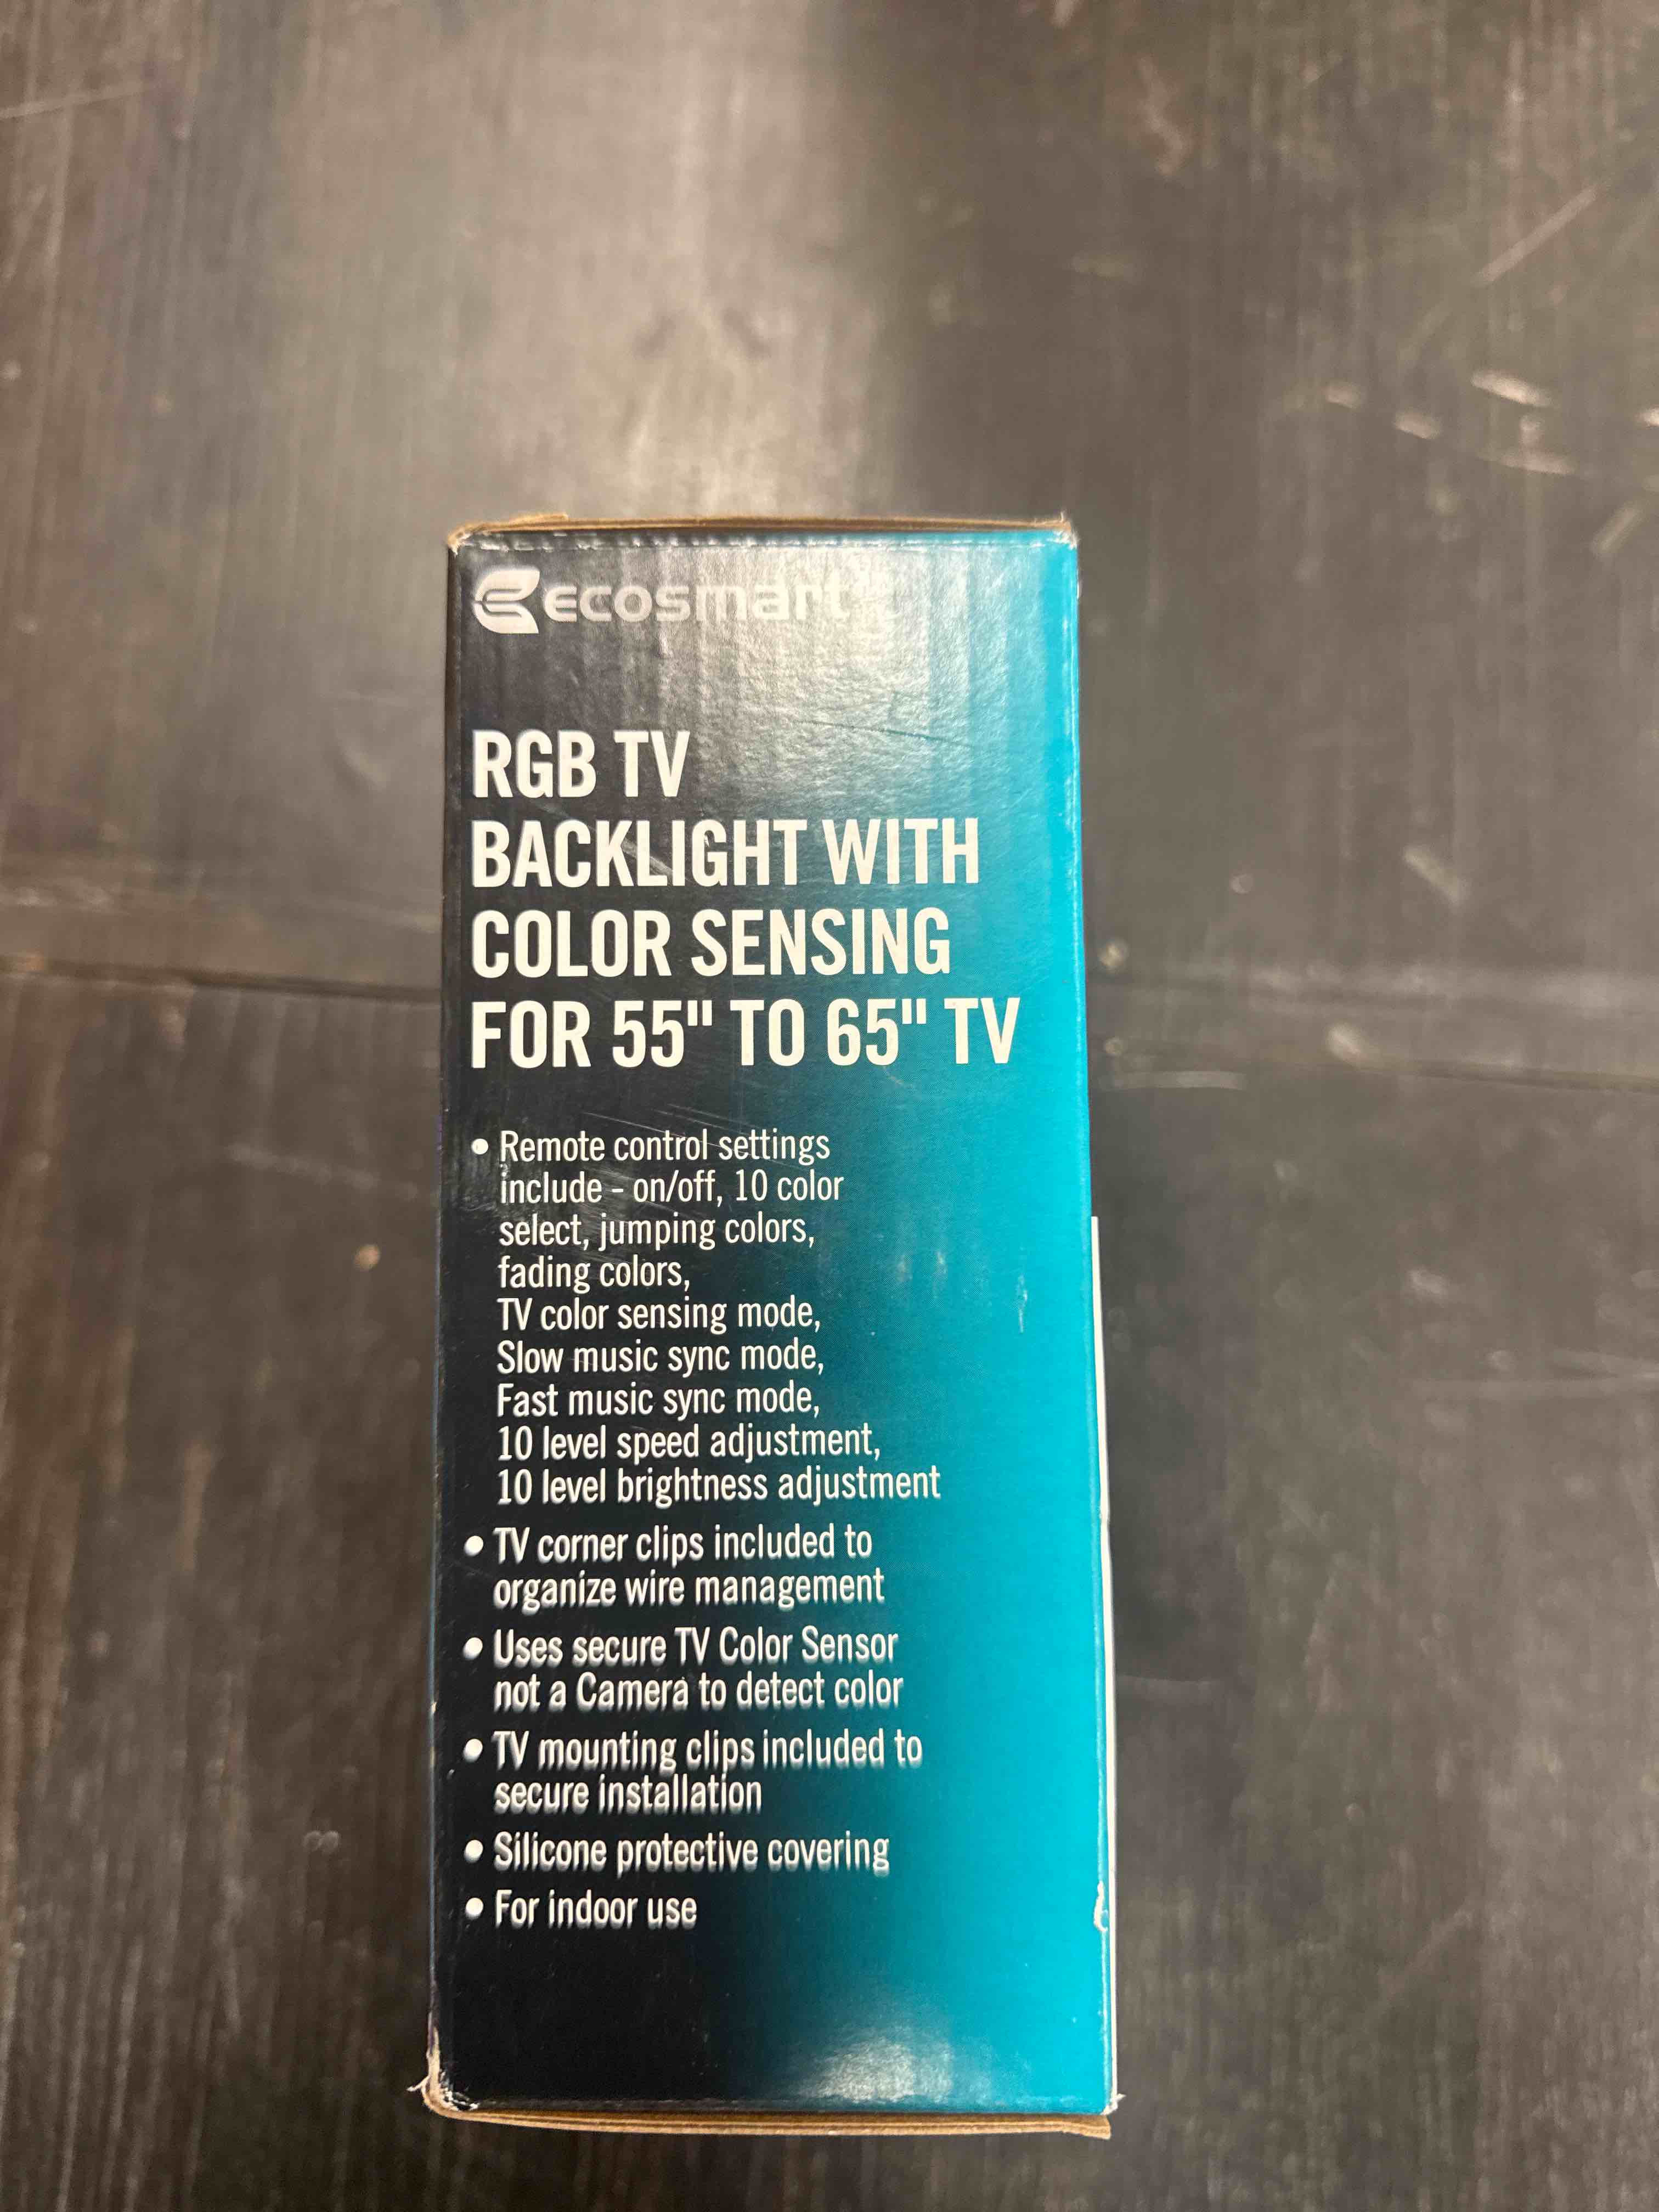 ecosmart
RGB TV
BACKLIGHT WITH
COLOR SENSING
FOR 55" TO 65" TV
• Remote control settings
include - on/off, 10 color
select, jumping colors,
fading colors,
TV color sensing mode,
Slow music sync mode,
Fast music sync mode,
10 level speed adjustment,
10 level brightness adjustment
• TV corner clips included to
organize wire management
• Uses secure TV Color Sensor
not a Camera to detect color
• TV mounting clips included to
secure installation
• Silicone protective covering
• For indoor use